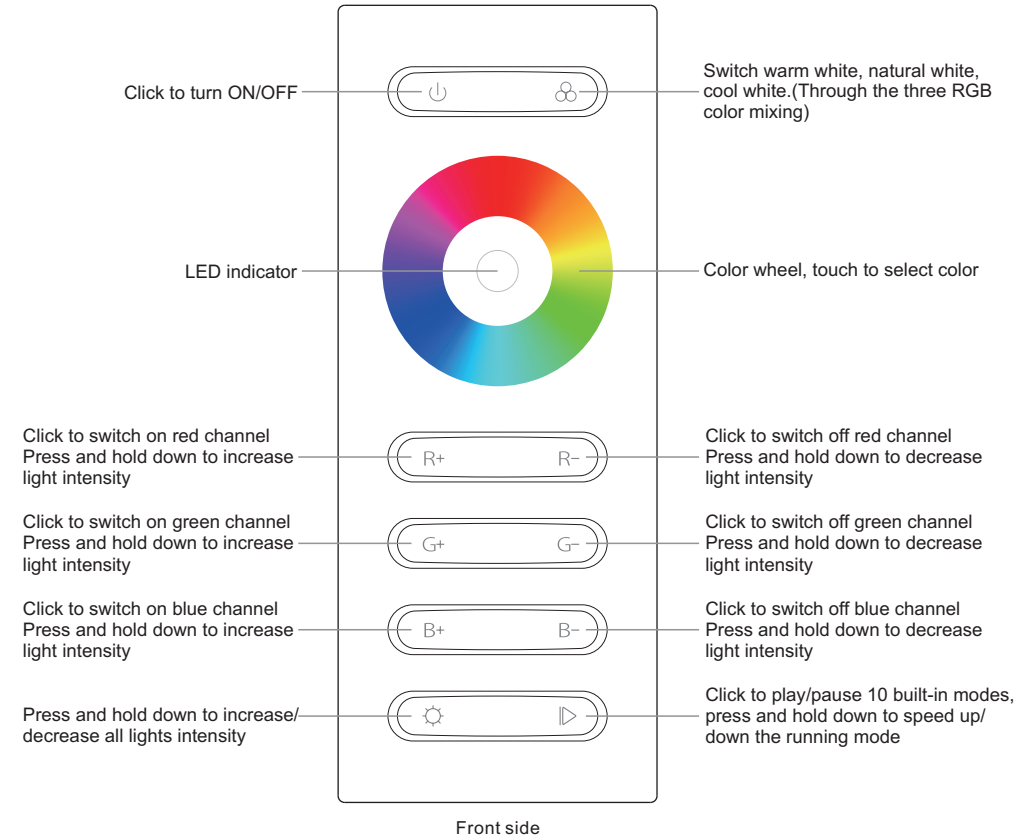 Click to turn ON/OFF
Switch warm white, natural white,
cool white.(Through the three RGB
color mixing)
LED indicator
Color wheel, touch to select color
Click to switch on red channel
Press and hold down to increase
light intensity
R+
R-
Click to switch off red channel
Press and hold down to decrease
light intensity
Click to switch on green channel
Press and hold down to increase
light intensity
G+
G-
Click to switch off green channel
Press and hold down to decrease
light intensity
Click to switch on blue channel
Press and hold down to increase
light intensity
B+
B-
Click to switch off blue channel
Press and hold down to decrease
light intensity
Press and hold down to increase/
decrease all lights intensity
Click to play/pause 10 built-in modes,
press and hold down to speed up/
down the running mode
Front side